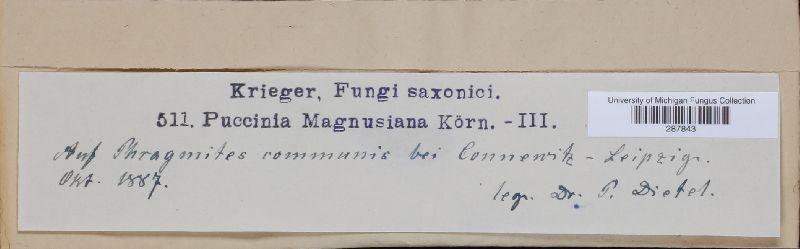 Krieger, Fungi saxonici.
511. Puccinia Magnusiana Körn. - III.
University of Michigan Fungus Collection
287843
Auf Phragmites communis bei Connewitz - Leipzig.
Okt. 1887.
leg. Dr. P. Dietel.